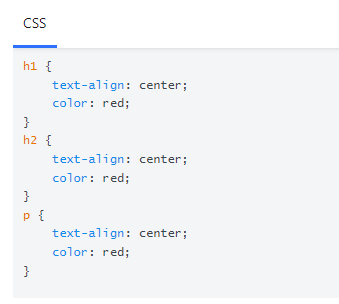 CSS
h1 {
    text-align: center;
    color: red;
}
h2 {
    text-align: center;
    color: red;
}
p {
    text-align: center;
    color: red;
}